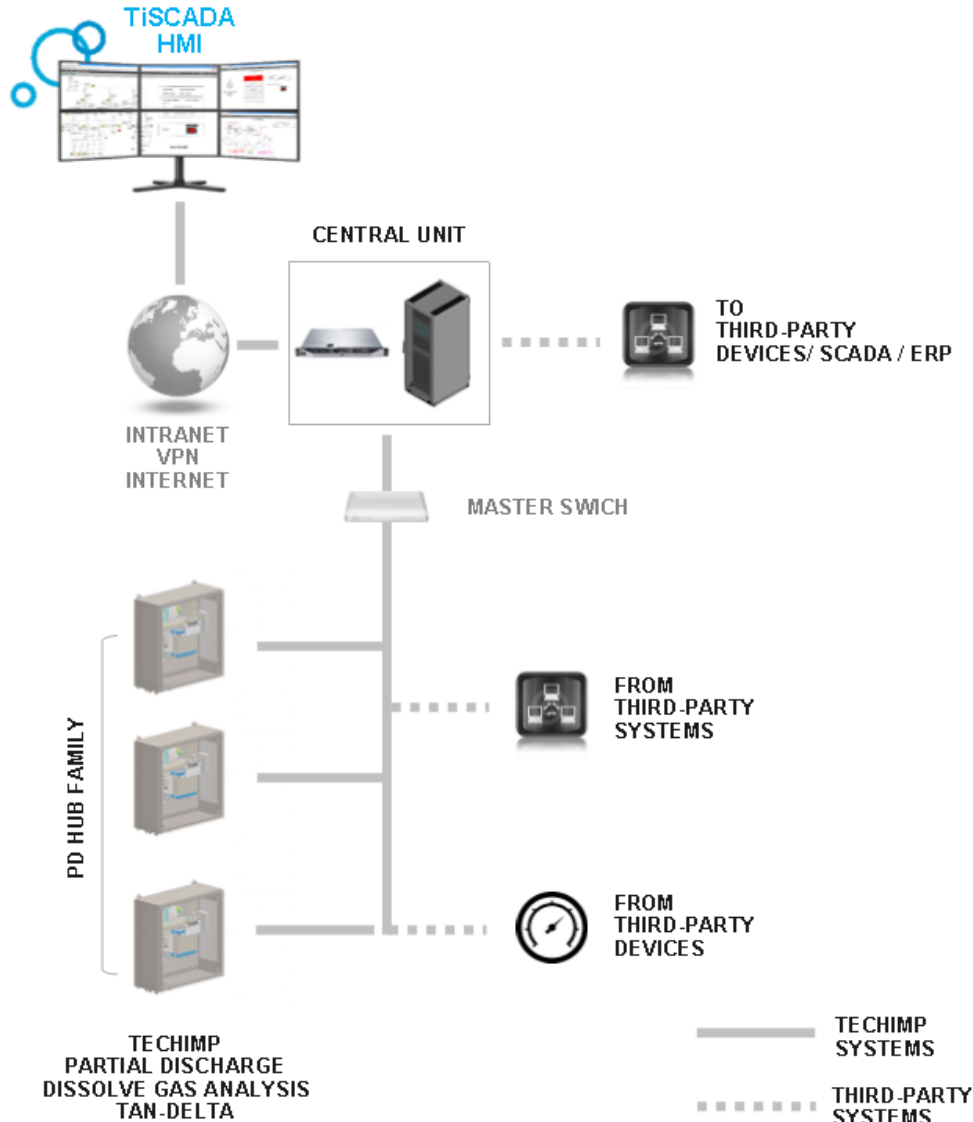 TiSCADA
HMI
CENTRAL UNIT
TO
THIRD-PARTY
DEVICES/ SCADA / ERP
INTRANET
VPN
INTERNET
MASTER SWICH
PD HUB FAMILY
FROM
THIRD-PARTY
SYSTEMS
FROM
THIRD-PARTY
DEVICES
TECHIMP
PARTIAL DISCHARGE
DISSOLVE GAS ANALYSIS
TAN-DELTA
TECHIMP
SYSTEMS
THIRD-PARTY
SYSTEMS